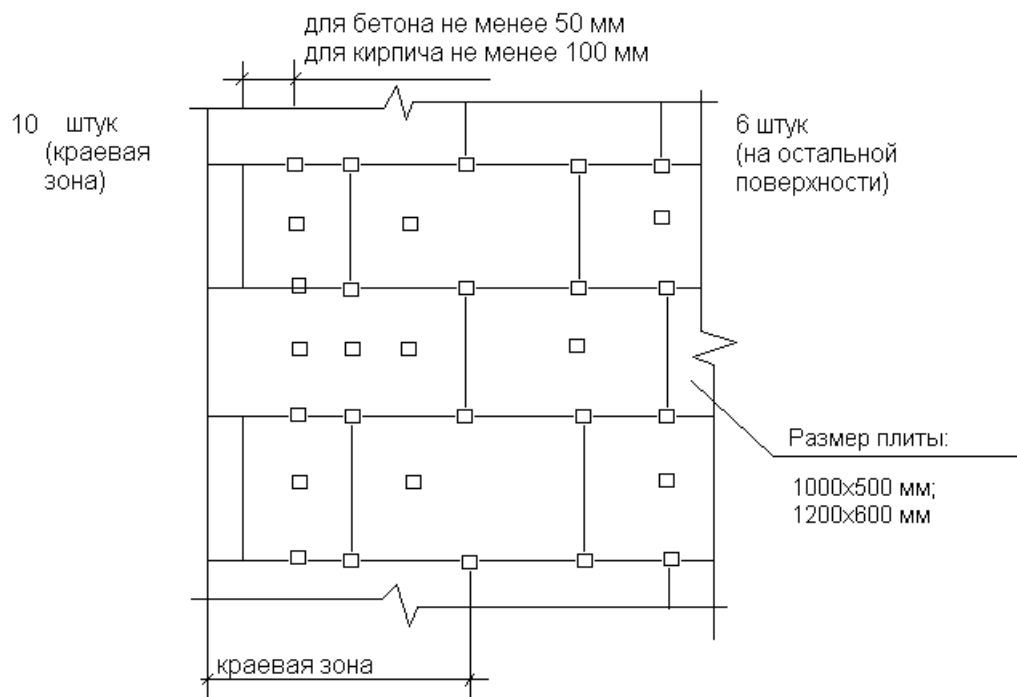 для бетона не менее 50 мм
для кирпича не менее 100 мм
10 штук
(краевая
зона)
6 штук
(на остальной
поверхности)
Размер плиты:
1000x500 мм;
1200x600 мм
краевая зона